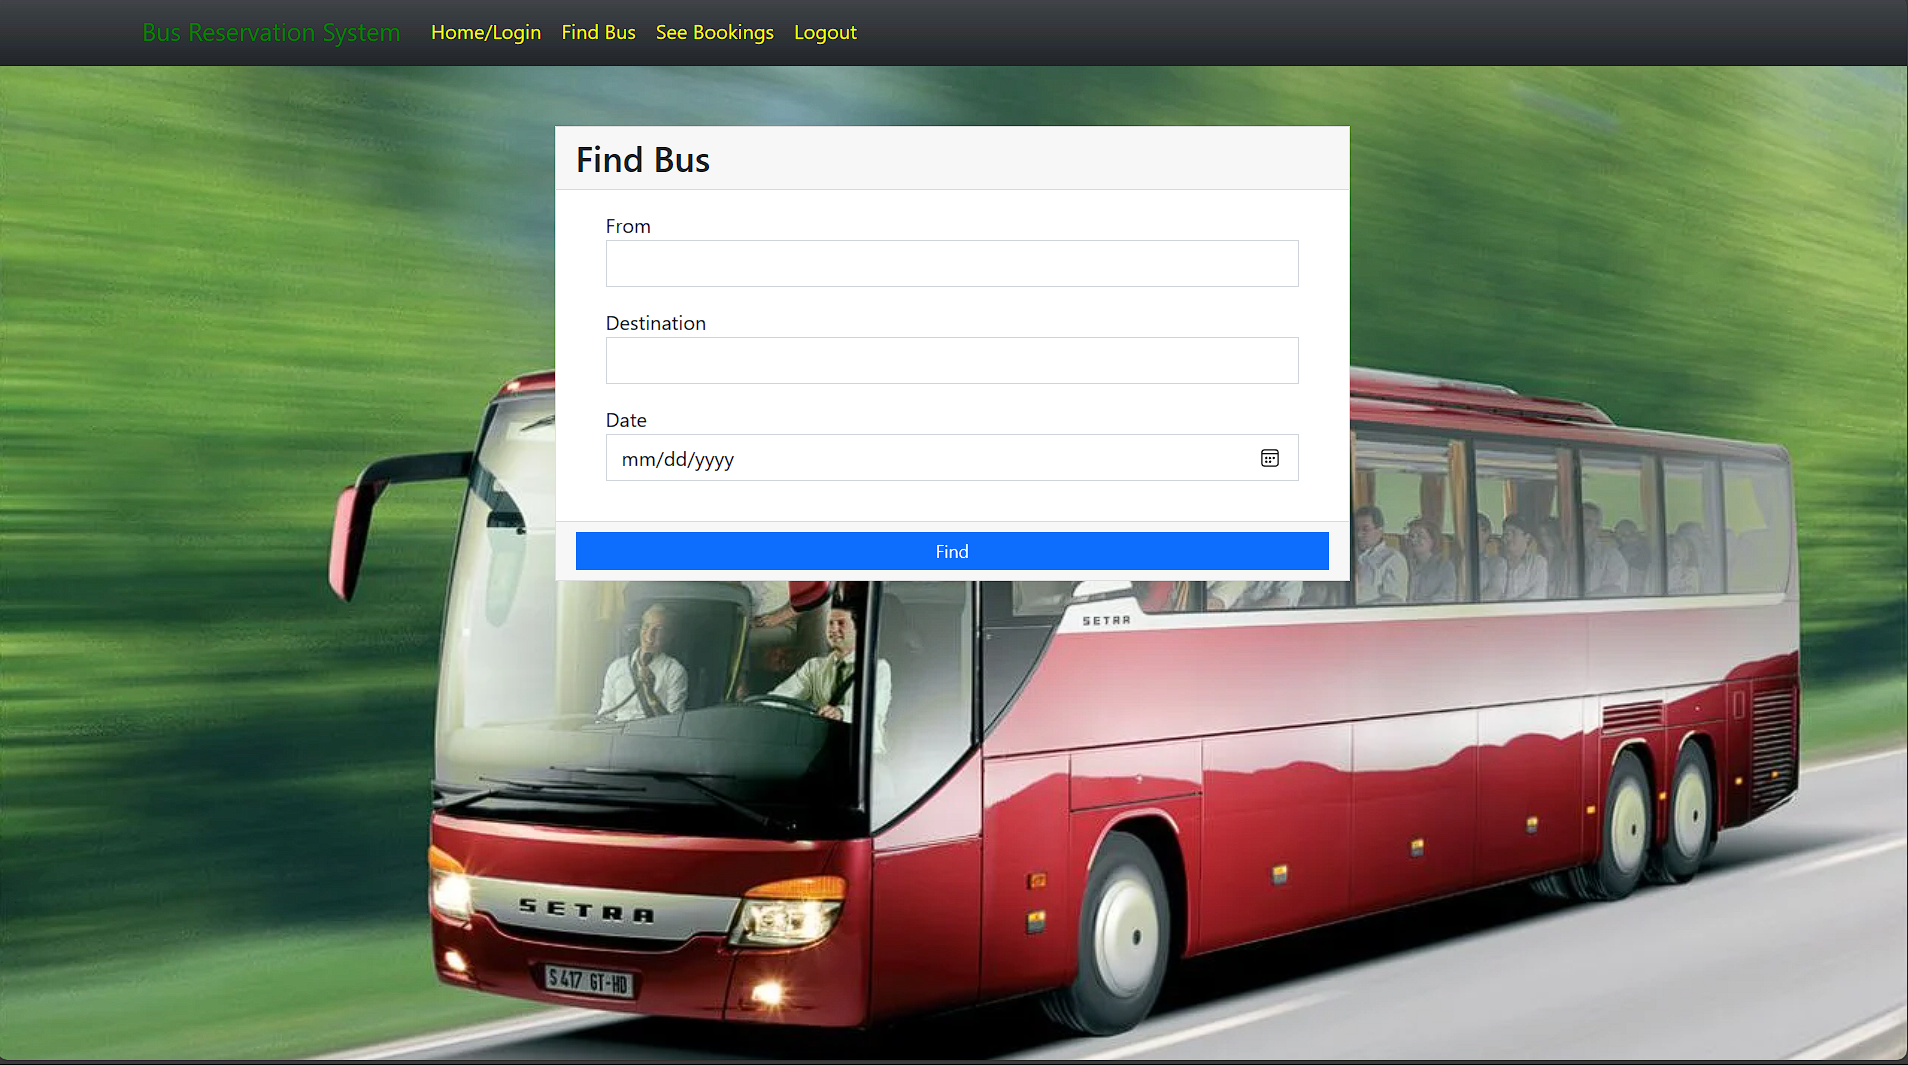 Bus Reservation System Home/Login Find Bus See Bookings Logout
Find Bus
From
Destination
Date
mm/dd/yyyy
Find
SETRA
SETRA
S 417 GT-HD